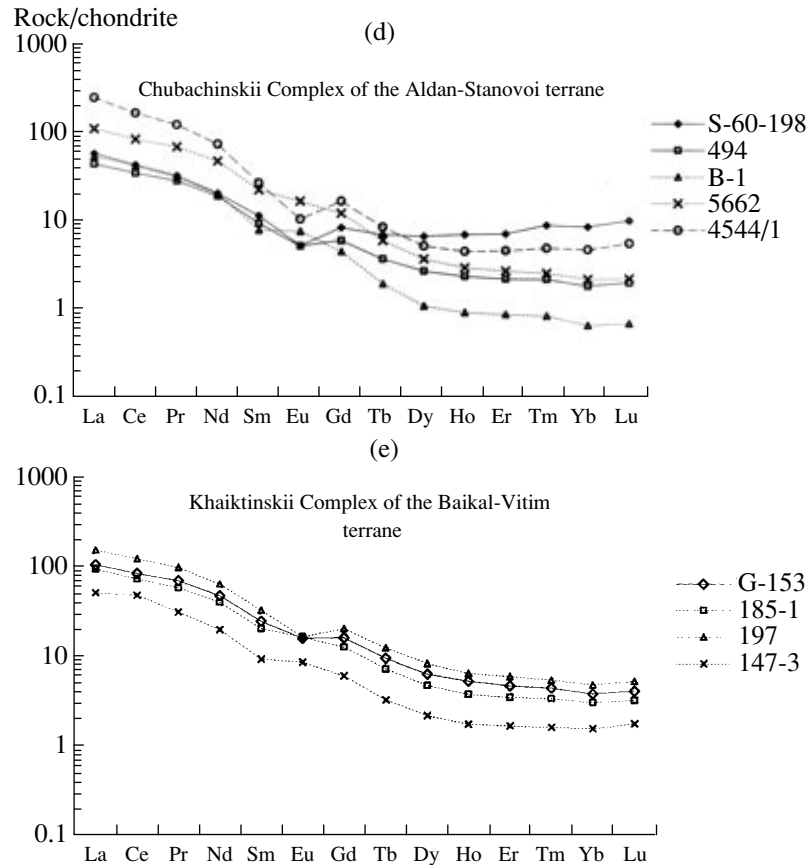 Rock/chondrite
(d)
1000
Chubachinskii Complex of the Aldan-Stanovoi terrane
100
10
1
0.1
S-60-198
494
B-1
5662
4544/1
La Ce Pr Nd Sm Eu Gd Tb Dy Ho Er Tm Yb Lu
(e)
1000
Khaiktinskii Complex of the Baikal-Vitim
terrane
100
10
1
0.1
G-153
185-1
197
147-3
La Ce Pr Nd Sm Eu Gd Tb Dy Ho Er Tm Yb Lu